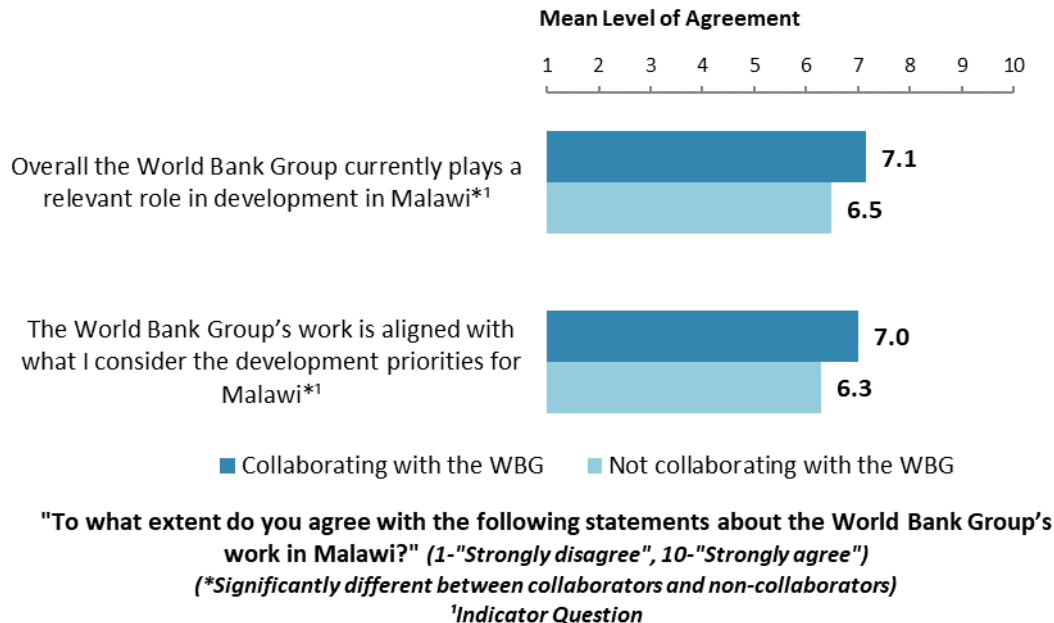 Mean Level of Agreement
1 2 3 4 5 6 7 8 9 10
Overall the World Bank Group currently plays a
relevant role in development in Malawi*¹
7.1
6.5
The World Bank Group’s work is aligned with
what I consider the development priorities for
Malawi*¹
7.0
6.3
Collaborating with the WBG Not collaborating with the WBG
"To what extent do you agree with the following statements about the World Bank Group’s
work in Malawi?" (1-"Strongly disagree", 10-"Strongly agree")
(*Significantly different between collaborators and non-collaborators)
¹Indicator Question